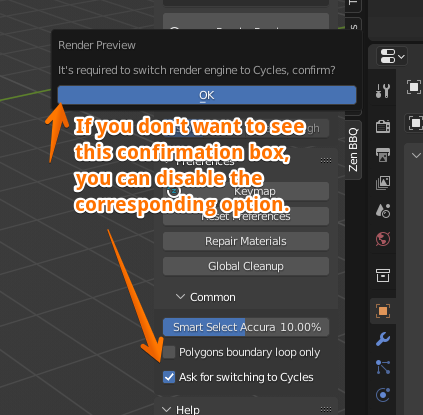 Render Preview
It's required to switch render engine to Cycles, confirm?
OK
If you don't want to see
this confirmation box,
you can disable the
corresponding option.
Zen BBQ
Preferences
Keymap
Reset Preferences
Repair Materials
Global Cleanup
Common
Smart Select Accura 10.00%
Polygons boundary loop only
Ask for switching to Cycles
Help